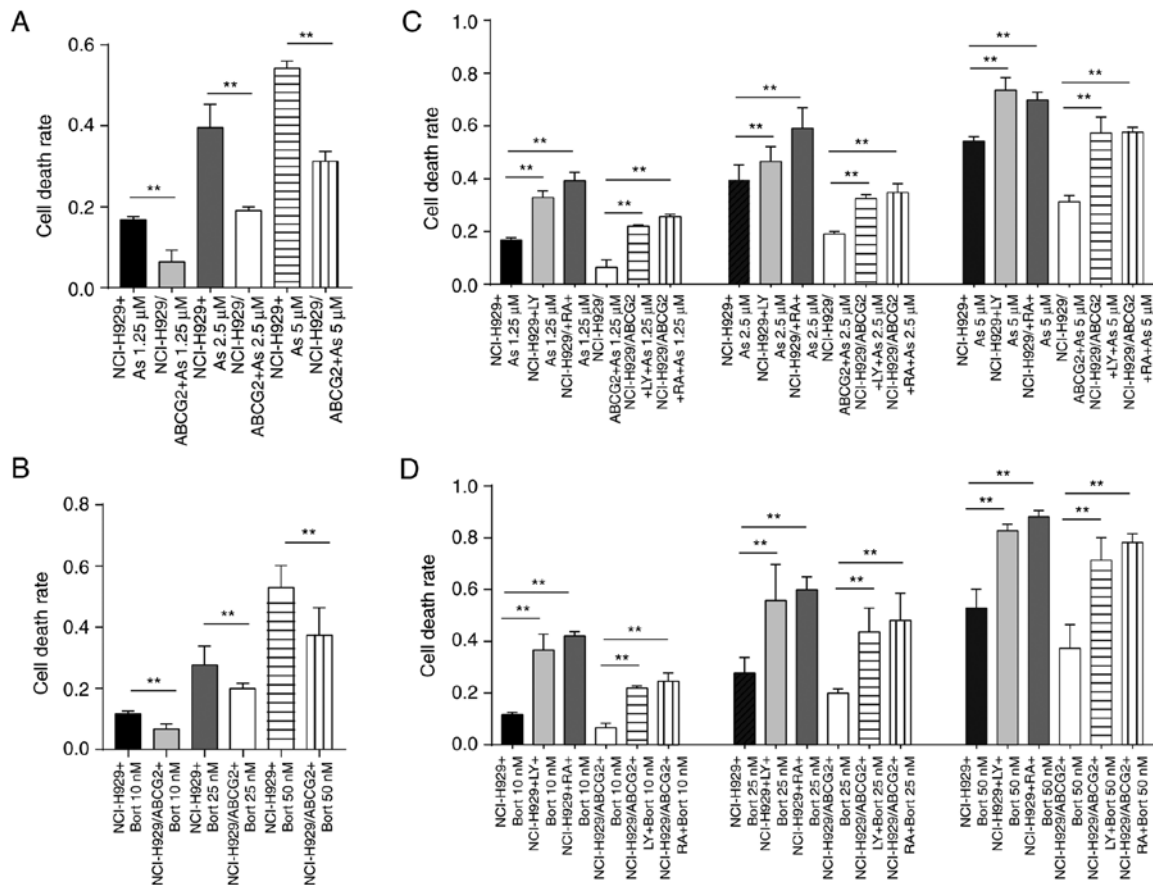 A
Cell death rate
0.6
0.4
0.2
0.0
**
**
**
NCI-H929+
As 1.25 µM
NCI-H929/
ABCG2+As 1.25 µM
NCI-H929+
As 2.5 µM
NCI-H929/
ABCG2+As 2.5 µM
NCI-H929+
As 5 µM
NCI-H929/
ABCG2+As 5 µM
C
Cell death rate
1.0
0.8
0.6
0.4
0.2
0.0
**
**
**
**
**
**
**
**
**
**
**
**
NCI-H929+
As 1.25 µM
NCI-H929+LY
As 1.25 µM
NCI-H929/+RA+
As 1.25 µM
NCI-H929/
ABCG2+As 1.25 µM
NCI-H929/ABCG2
+LY+As 1.25 µM
NCI-H929/ABCG2
+RA+As 1.25 µM
NCI-H929+
As 2.5 µM
NCI-H929+LY
As 2.5 µM
NCI-H929/+RA+
As 2.5 µM
NCI-H929/
ABCG2+As 2.5 µM
NCI-H929/ABCG2
+LY+As 2.5 µM
NCI-H929/ABCG2
+RA+As 2.5 µM
NCI-H929+
As 5 µM
NCI-H929+LY
As 5 µM
NCI-H929/+RA+
As 5 µM
NCI-H929/
ABCG2+As 5 µM
NCI-H929/ABCG2
+LY+As 5 µM
NCI-H929/ABCG2
+RA+As 5 µM
B
Cell death rate
0.8
0.6
0.4
0.2
0.0
**
**
**
NCI-H929+
Bort 10 nM
NCI-H929/ABCG2+
Bort 10 nM
NCI-H929+
Bort 25 nM
NCI-H929/ABCG2+
Bort 25 nM
NCI-H929+
Bort 50 nM
NCI-H929/ABCG2+
Bort 50 nM
D
Cell death rate
1.0
0.8
0.6
0.4
0.2
0.0
**
**
**
**
**
**
**
**
**
**
**
**
NCI-H929+
Bort 10 nM
NCI-H929+LY+
Bort 10 nM
NCI-H929+RA+
Bort 10 nM
NCI-H929/ABCG2+
Bort 10 nM
NCI-H929/ABCG2+
LY+Bort 10 nM
NCI-H929/ABCG2+
RA+Bort 10 nM
NCI-H929+
Bort 25 nM
NCI-H929+LY+
Bort 25 nM
NCI-H929+RA+
Bort 25 nM
NCI-H929/ABCG2+
Bort 25 nM
NCI-H929/ABCG2+
LY+Bort 25 nM
NCI-H929/ABCG2+
RA+Bort 25 nM
NCI-H929+
Bort 50 nM
NCI-H929+LY+
Bort 50 nM
NCI-H929+RA+
Bort 50 nM
NCI-H929/ABCG2+
Bort 50 nM
NCI-H929/ABCG2+
LY+Bort 50 nM
NCI-H929/ABCG2+
RA+Bort 50 nM